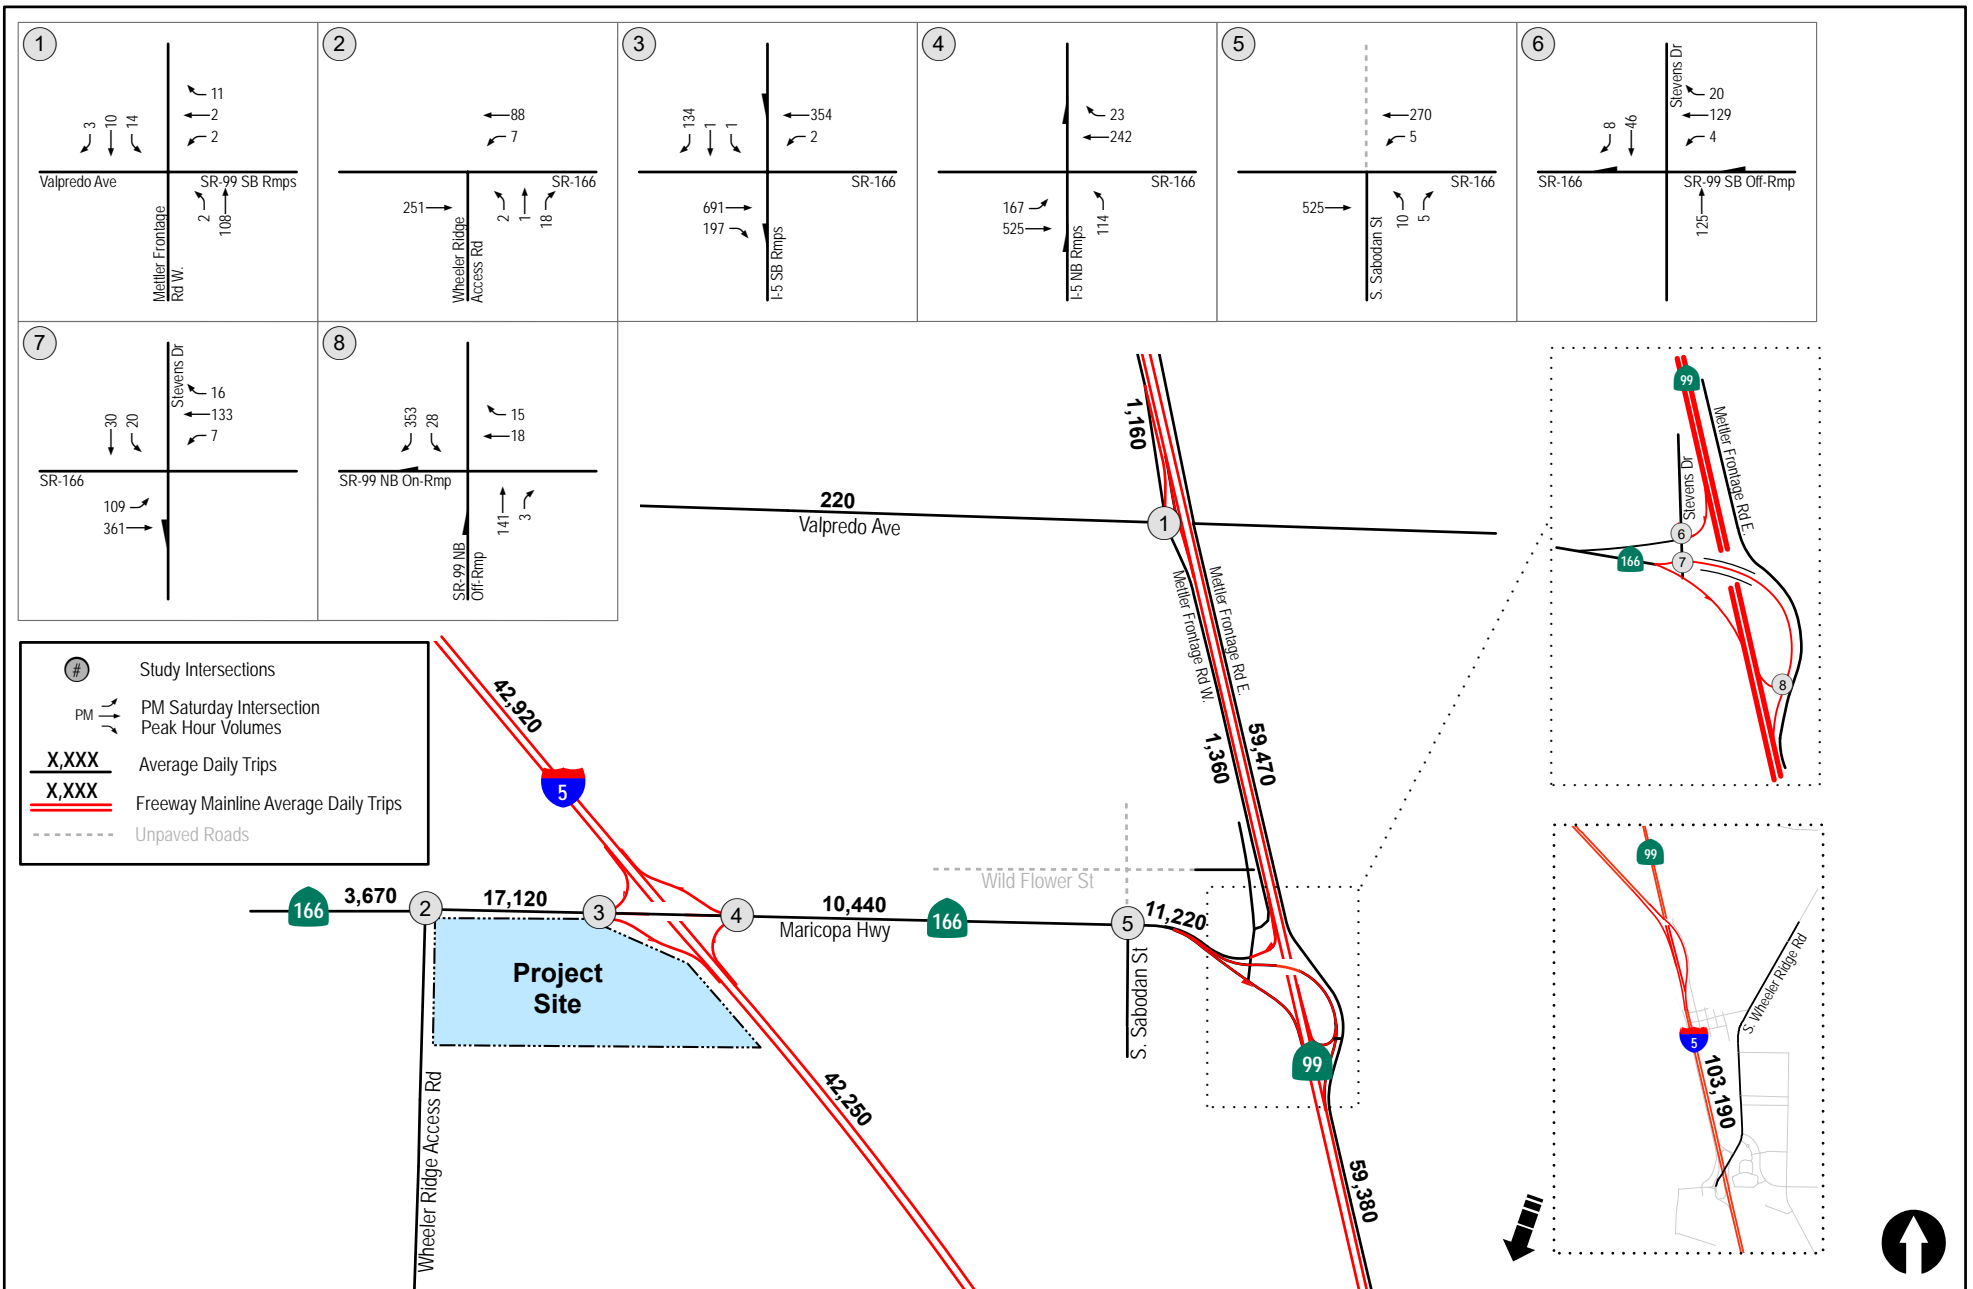 1
3
10
14
11
2
2
Valpredo Ave
SR-99 SB Rmps
2
108
Mettler Frontage
Rd W.
2
88
7
SR-166
251
2
1
18
Wheeler Ridge
Access Rd
3
134
1
1
354
2
SR-166
691
197
I-5 SB Rmps
4
23
242
SR-166
167
525
114
I-5 NB Rmps
5
270
5
SR-166
525
10
5
S. Sabodan St
6
Stevens Dr
8
46
20
129
4
SR-166
SR-99 SB Off-Rmp
125
7
Stevens Dr
30
20
16
133
7
SR-166
109
361
8
353
28
15
18
SR-99 NB On-Rmp
141
3
SR-99 NB
Off-Rmp
#
Study Intersections
PM
PM Saturday Intersection
Peak Hour Volumes
X,XXX
Average Daily Trips
X,XXX
Freeway Mainline Average Daily Trips
Unpaved Roads
1,160
220
Valpredo Ave
1
Mettler Frontage Rd W.
Mettler Frontage Rd E.
1,360
59,470
42,920
5
Wild Flower St
166
3,670
2
17,120
3
4
10,440
Maricopa Hwy
166
5
11,220
Project
Site
S. Sabodan St
99
42,250
Wheeler Ridge Access Rd
59,380
99
Mettler Frontage Rd E.
Stevens Dr
6
166
7
8
99
S. Wheeler Ridge Rd
5
103,190